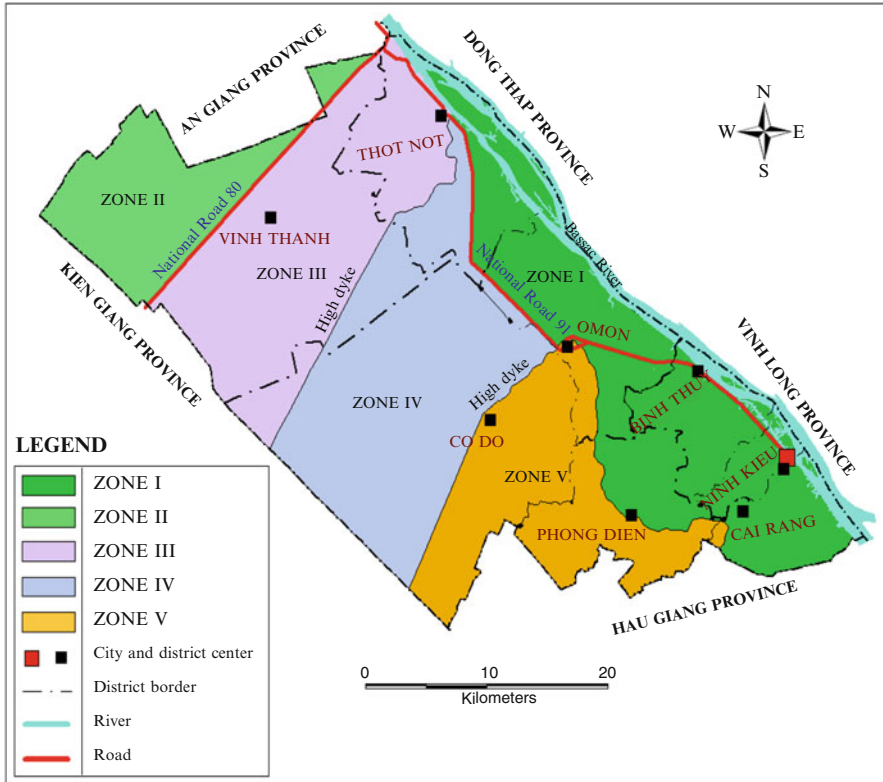 AN GIANG PROVINCE
DONG THAP PROVINCE
N
W E
S
THOT NOT
ZONE II
National Road 80
VINH THANH
ZONE III
KIEN GIANG PROVINCE
High dyke
Bassac River
ZONE I
National Road 91
OMON
VINH LONG PROVINCE
BINH THUY
High dyke
ZONE IV
CO DO
ZONE V
NINH KIEU
PHONG DIEN
CAI RANG
HAU GIANG PROVINCE
LEGEND
ZONE I
ZONE II
ZONE III
ZONE IV
ZONE V
City and district center
District border
River
Road
0 10 20
Kilometers